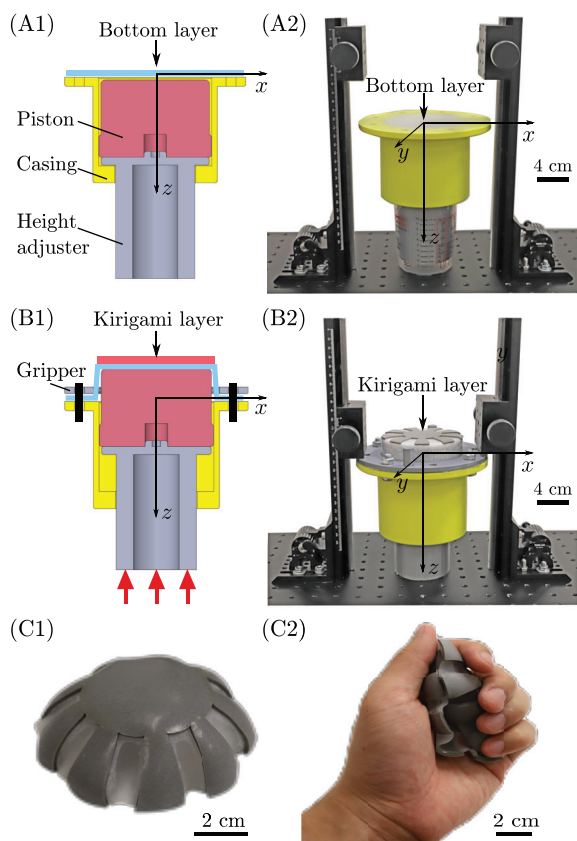 (A1)
Bottom layer
x
Piston
Casing
z
Height
adjuster
(A2)
Bottom layer
x
y
4 cm
z
(B1)
Kirigami layer
Gripper
x
z
(B2)
y
Kirigami layer
x
y
4 cm
z
(C1)
2 cm
(C2)
2 cm